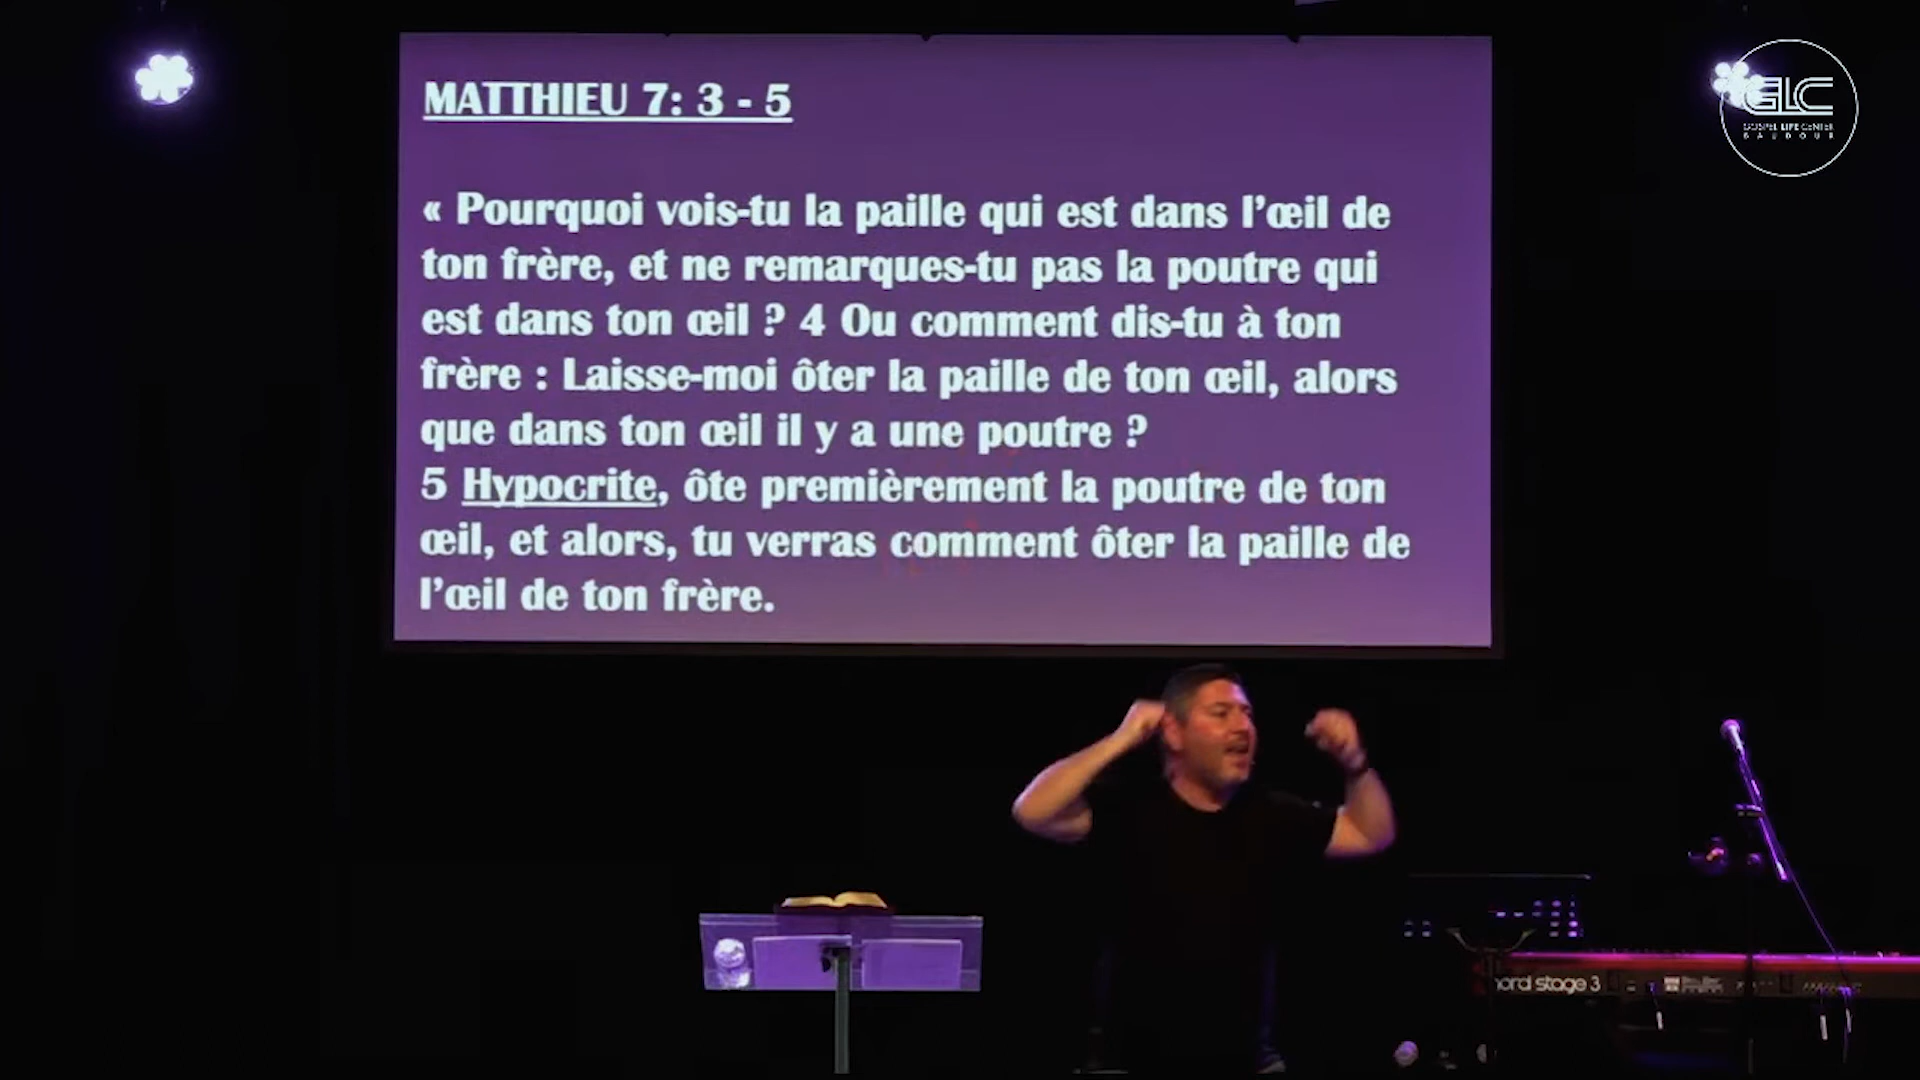 MATTHIEU 7: 3 - 5
« Pourquoi vois-tu la paille qui est dans l’œil de
ton frère, et ne remarques-tu pas la poutre qui
est dans ton œil ? 4 Ou comment dis-tu à ton
frère : Laisse-moi ôter la paille de ton œil, alors
que dans ton œil il y a une poutre ?
5 Hypocrite, ôte premièrement la poutre de ton
œil, et alors, tu verras comment ôter la paille de
l’œil de ton frère.
GLC
GOSPEL LIFE CENTER
BAUDOUR
nord stage 3